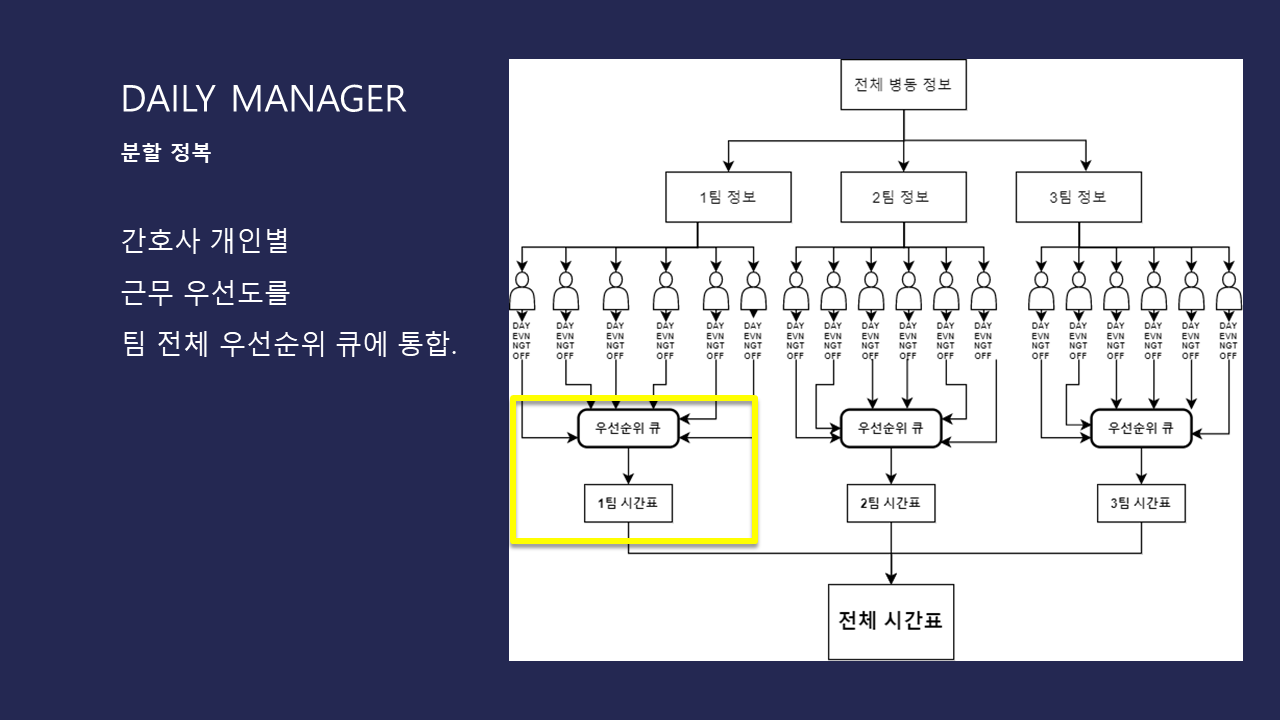 DAILY MANAGER
분할 정복
간호사 개인별
근무 우선도를
팀 전체 우선순위 큐에 통합.
전체 병동 정보
1팀 정보 2팀 정보 3팀 정보
DAY DAY DAY DAY DAY DAY DAY DAY DAY DAY DAY DAY DAY DAY DAY DAY DAY DAY
EVN EVN EVN EVN EVN EVN EVN EVN EVN EVN EVN EVN EVN EVN EVN EVN EVN EVN
NGT NGT NGT NGT NGT NGT NGT NGT NGT NGT NGT NGT NGT NGT NGT NGT NGT NGT
OFF OFF OFF OFF OFF OFF OFF OFF OFF OFF OFF OFF OFF OFF OFF OFF OFF OFF
우선순위 큐 우선순위 큐 우선순위 큐
1팀 시간표 2팀 시간표 3팀 시간표
전체 시간표